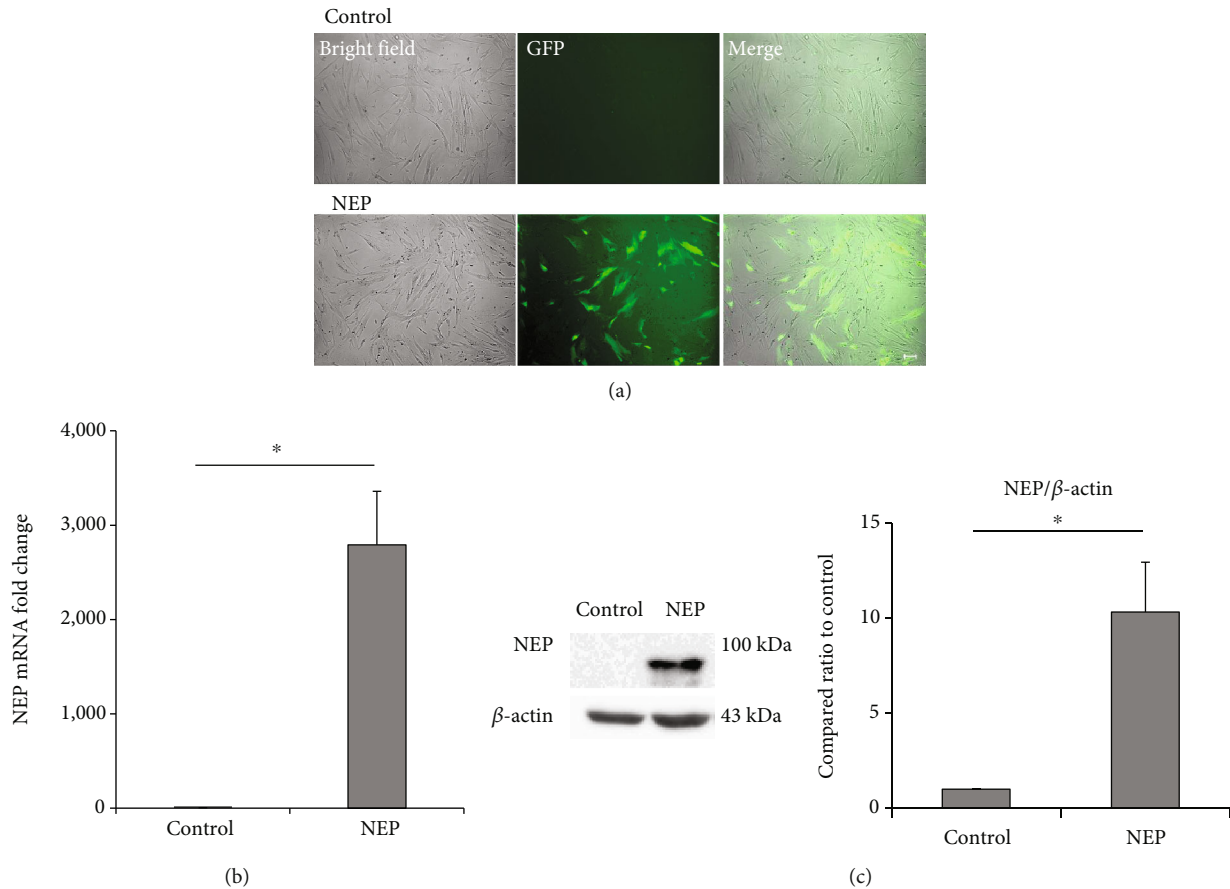 Control
Bright field
GFP
Merge
NEP
(a)
NEP mRNA fold change
4,000
3,000
2,000
1,000
0
*
Control
NEP
(b)
Control NEP
NEP
100 kDa
β-actin
43 kDa
NEP/β-actin
Compared ratio to control
15
10
5
0
*
Control
NEP
(c)